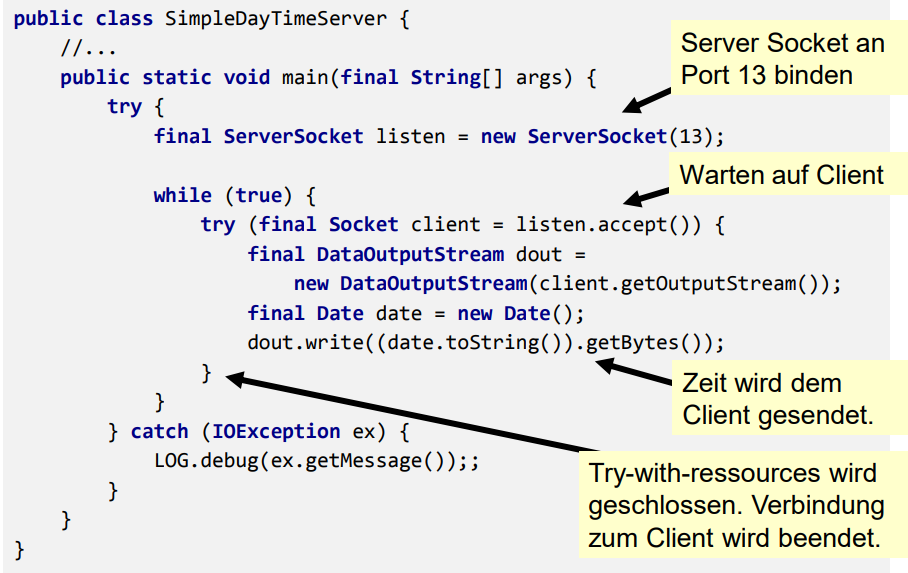 public class SimpleDayTimeServer {
//...
public static void main(final String[] args) {
try {
final ServerSocket listen = new ServerSocket(13);
while (true) {
try (final Socket client = listen.accept()) {
final DataOutputStream dout =
new DataOutputStream(client.getOutputStream());
final Date date = new Date();
dout.write((date.toString()).getBytes());
}
}
} catch (IOException ex) {
LOG.debug(ex.getMessage());;
}
}
}
Server Socket an
Port 13 binden
Warten auf Client
Zeit wird dem
Client gesendet.
Try-with-ressources wird
geschlossen. Verbindung
zum Client wird beendet.